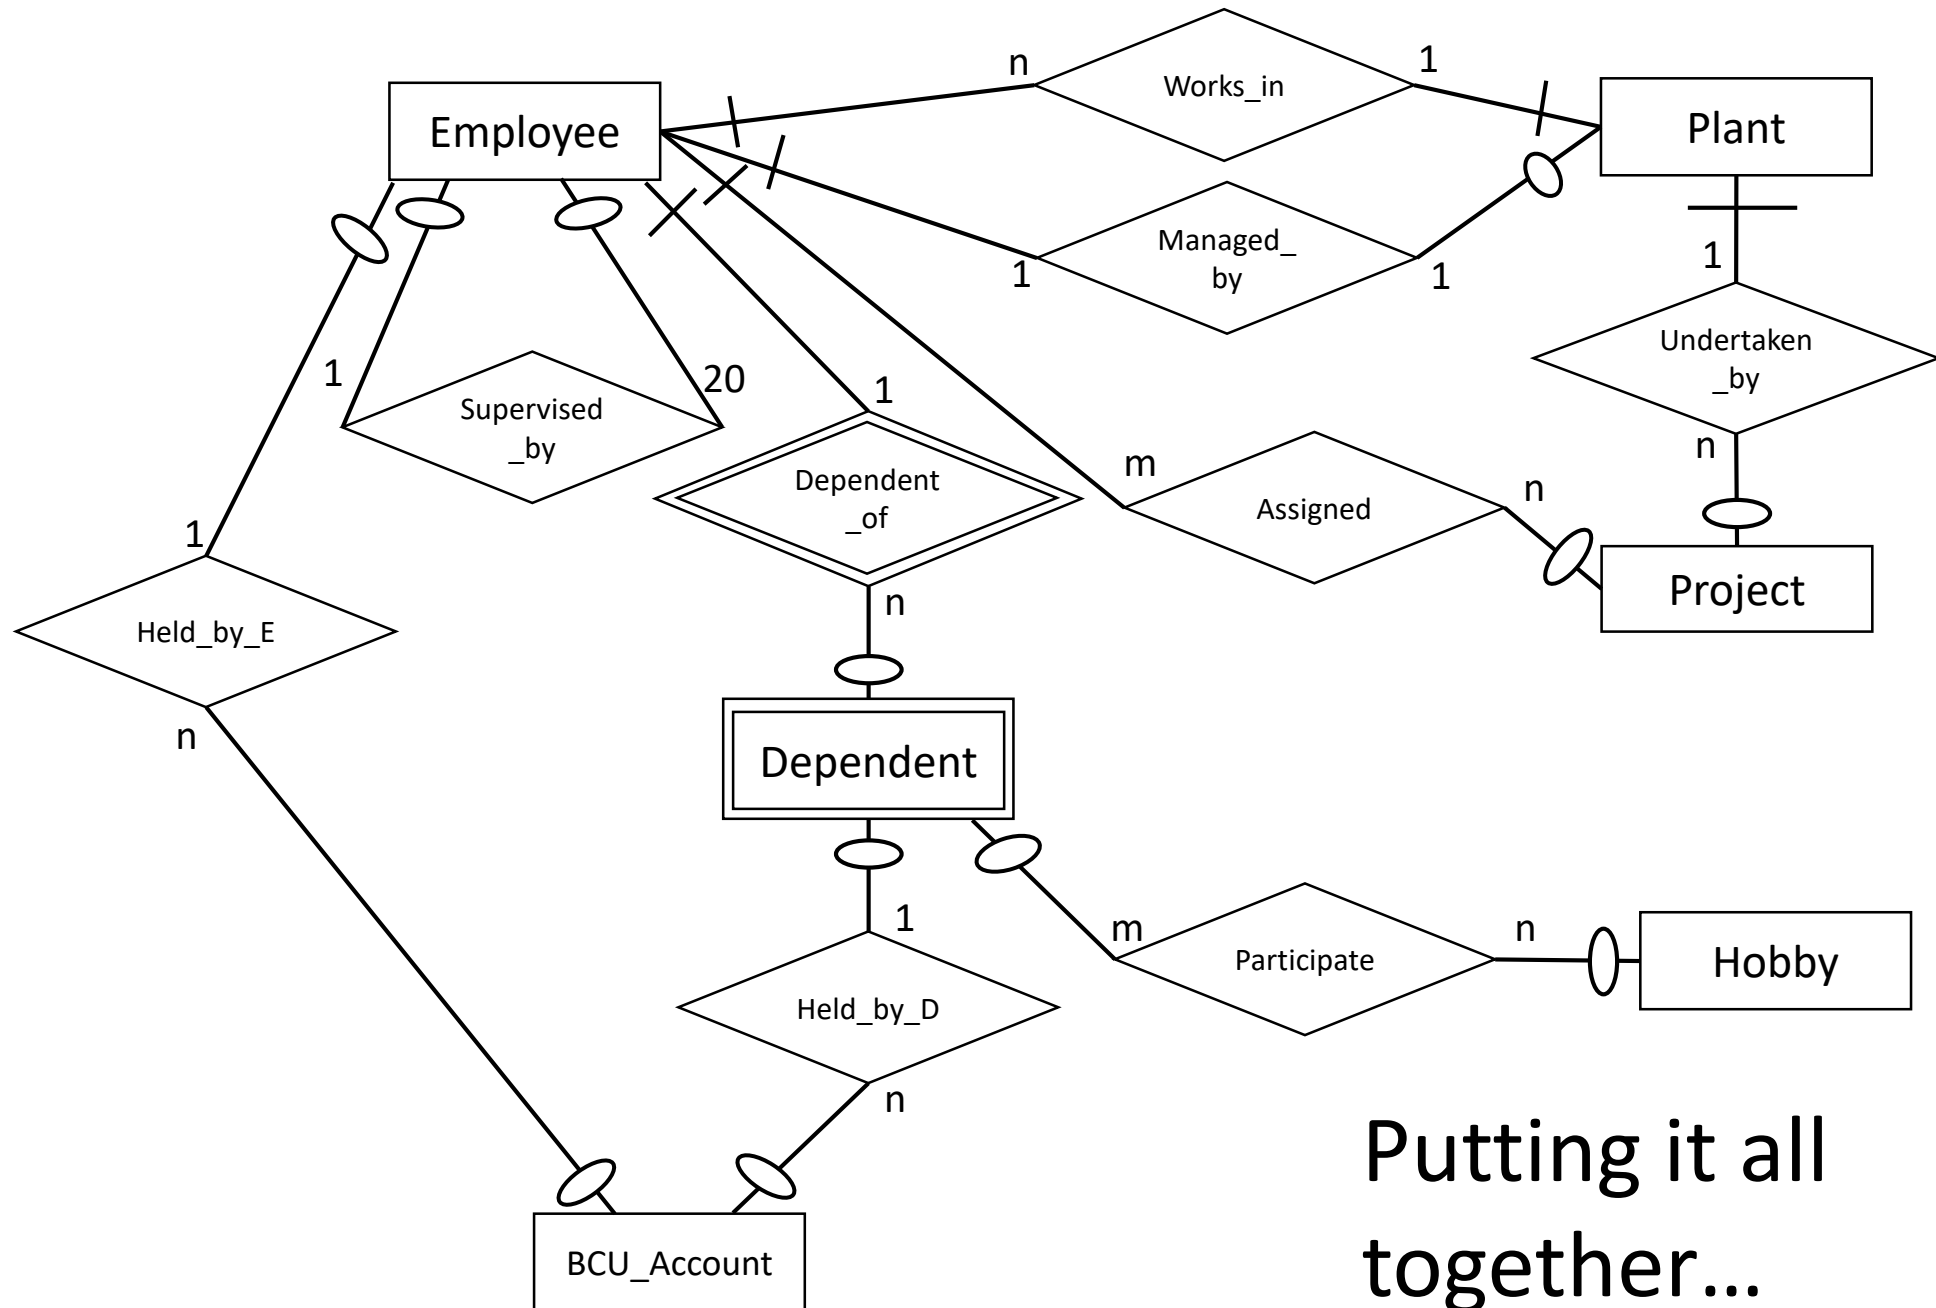 n
1
Works_in
Employee
Plant
Managed_
by
1
1
1
Undertaken
_by
n
1
20
Supervised
_by
1
Dependent
_of
n
m
Assigned
n
Project
1
Held_by_E
n
Dependent
1
Held_by_D
n
m
Participate
n
Hobby
BCU_Account
Putting it all
together...